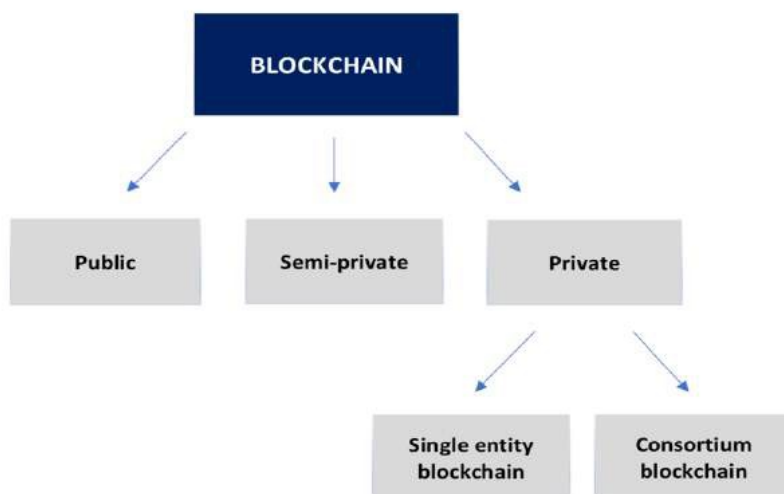 BLOCKCHAIN
Public
Semi-private
Private
Single entity
blockchain
Consortium
blockchain